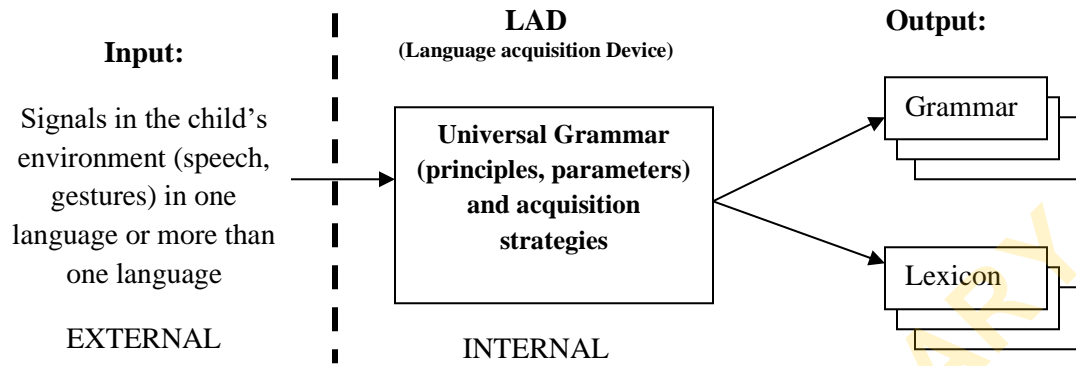 Input:
Signals in the child's
environment (speech,
gestures) in one
language or more than
one language
EXTERNAL
LAD
(Language acquisition Device)
Universal Grammar
(principles, parameters)
and acquisition
strategies
INTERNAL
Output:
Grammar
Lexicon
ARY